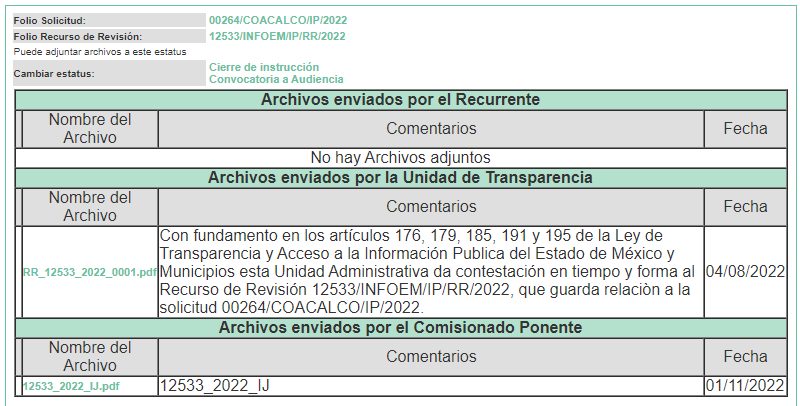 Folio Solicitud: 00264/COACALCO/IP/2022
Folio Recurso de Revisión: 12533/INFOEM/IP/RR/2022
Puede adjuntar archivos a este estatus
Cambiar estatus: Cierre de instrucción
Convocatoria a Audiencia
Archivos enviados por el Recurrente
Nombre del Archivo Comentarios Fecha
No hay Archivos adjuntos
Archivos enviados por la Unidad de Transparencia
Nombre del Archivo Comentarios Fecha
RR_12533_2022_0001.pdf
Con fundamento en los artículos 176, 179, 185, 191 y 195 de la Ley de
Transparencia y Acceso a la Información Publica del Estado de México y
Municipios esta Unidad Administrativa da contestación en tiempo y forma al
Recurso de Revisión 12533/INFOEM/IP/RR/2022, que guarda relaciòn a la
solicitud 00264/COACALCO/IP/2022.
04/08/2022
Archivos enviados por el Comisionado Ponente
Nombre del Archivo Comentarios Fecha
12533_2022_IJ.pdf 12533_2022_IJ 01/11/2022